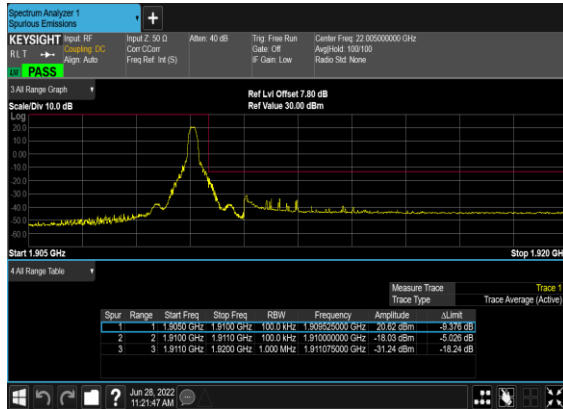 Spectrum Analyzer 1
Spurious Emissions
+
KEYSIGHT Input: RF Input Z: 50 Ω Atten: 40 dB Trig: Free Run Center Freq: 22.005000000 GHz
RLT Coupling: DC Corr CCorr Gate: Off Avg|Hold: 100/100
Align: Auto Freq Ref: Int (S) IF Gain: Low Radio Std: None
PASS
3 All Range Graph
Ref Lvl Offset 7.80 dB
Scale/Div 10.0 dB Ref Value 30.00 dBm
Log
20.0
10.0
0.00
-10.0
-20.0
-30.0
-40.0
-50.0
-60.0
Start 1.905 GHz Stop 1.920 GH
4 All Range Table
Measure Trace Trace 1
Trace Type Trace Average (Active)
Spur Range Start Freq Stop Freq RBW Frequency Amplitude ΔLimit
1 1 1.9050 GHz 1.9100 GHz 100.0 kHz 1.909525000 GHz 20.62 dBm -9.376 dB
2 2 1.9100 GHz 1.9110 GHz 100.0 kHz 1.910000000 GHz -18.03 dBm -5.026 dB
3 3 1.9110 GHz 1.9200 GHz 1.000 MHz 1.911075000 GHz -31.24 dBm -18.24 dB
? Jun 28, 2022
11:21:47 AM